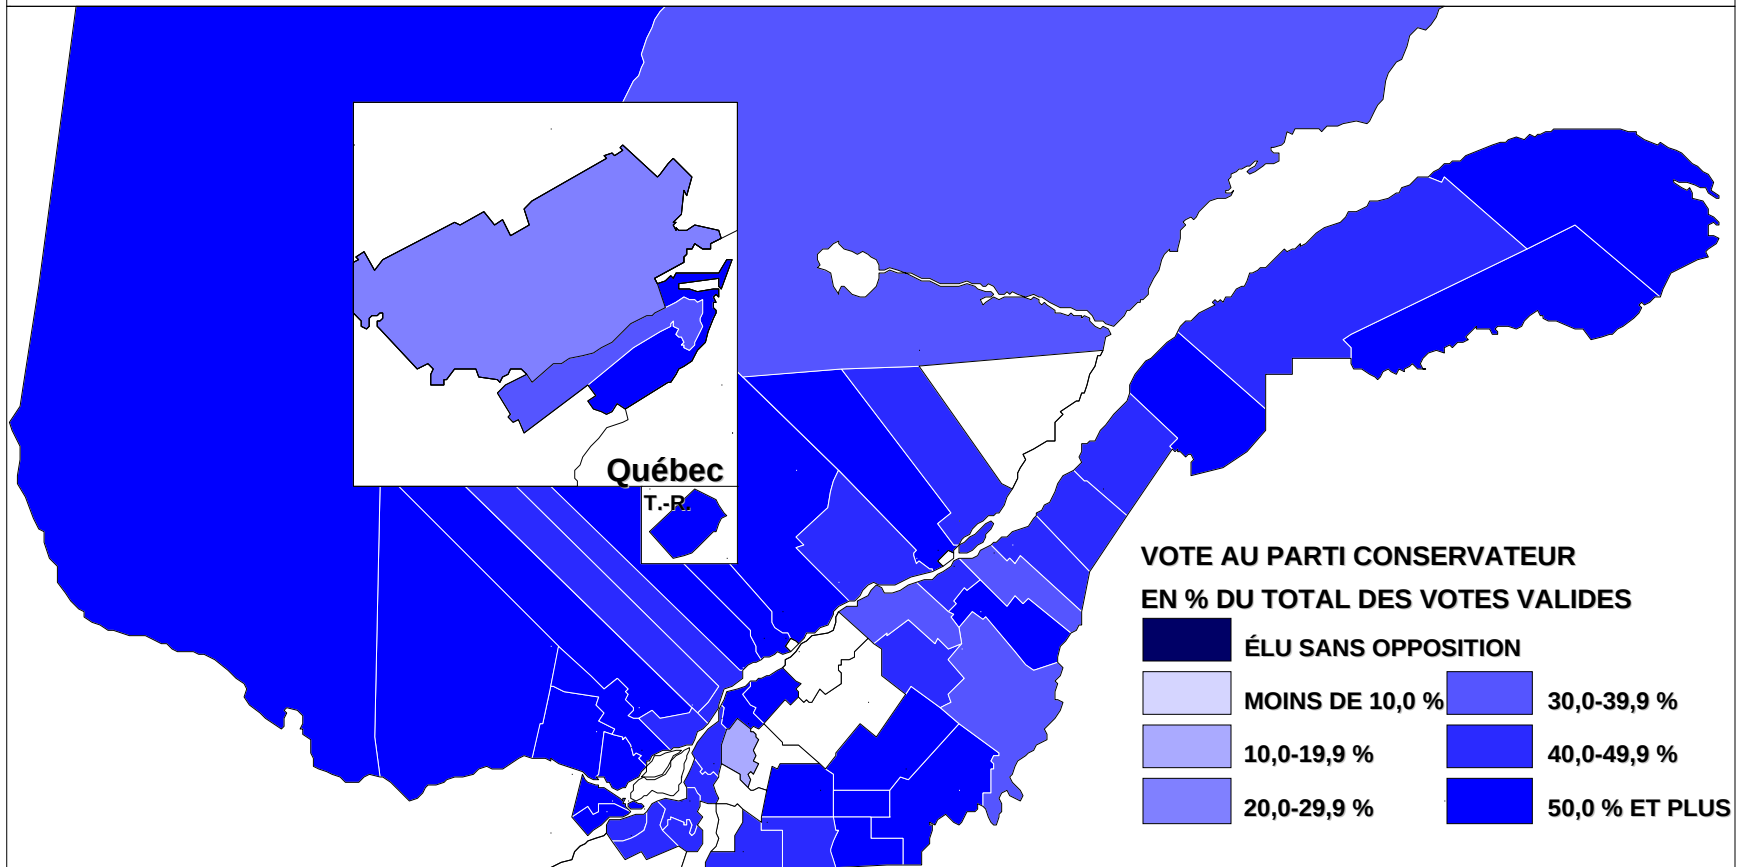 Québec
T.-R.
VOTE AU PARTI CONSERVATEUR
EN % DU TOTAL DES VOTES VALIDES
ÉLU SANS OPPOSITION
MOINS DE 10,0 %
10,0-19,9 %
20,0-29,9 %
30,0-39,9 %
40,0-49,9 %
50,0 % ET PLUS